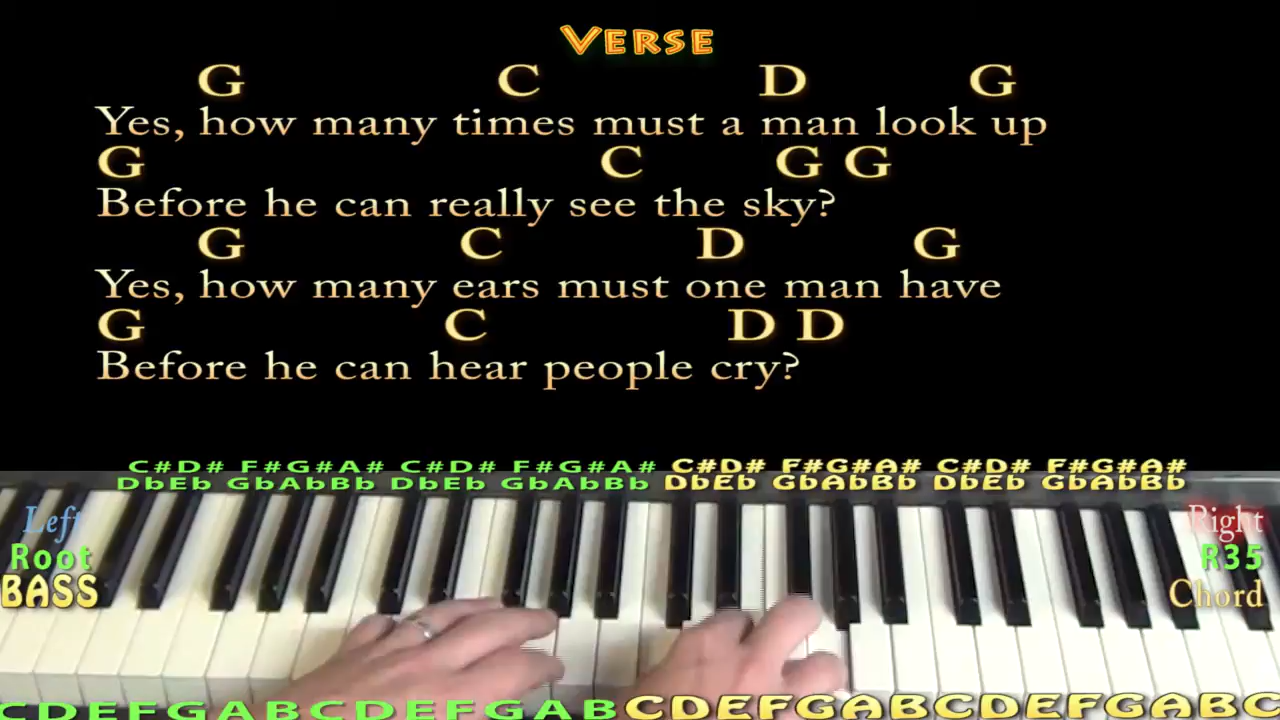 VERSE
G C D G
Yes, how many times must a man look up
G C G G
Before he can really see the sky?
G C D G
Yes, how many ears must one man have
G C D D
Before he can hear people cry?
C#D# F#G#A# C#D# F#G#A# C#D# F#G#A# C#D# F#G#A#
DbEb GbAbBb DbEb GbAbBb DbEb GbAbBb DbEb GbAbBb
Left
Root
BASS
Right
R35
Chord
CDEFGABCDEFGAB CDEFGABCDEFGABC